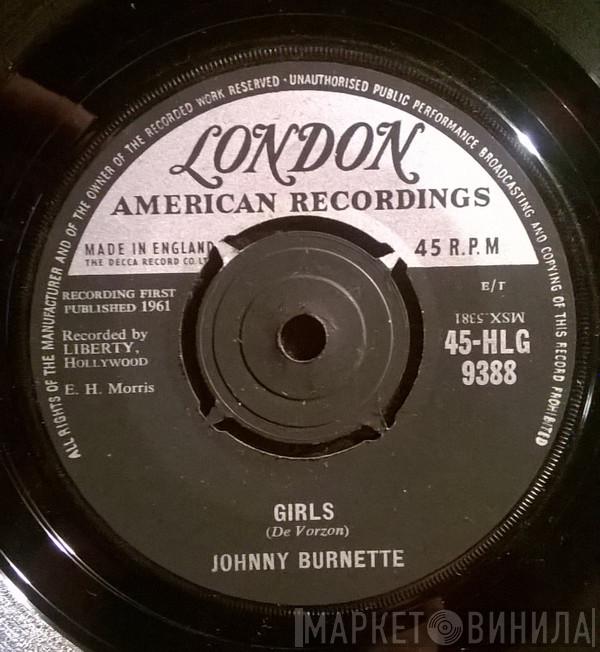 ALL RIGHTS OF THE MANUFACTURER AND OF THE OWNER OF THE RECORDED WORK RESERVED · UNAUTHORISED PUBLIC PERFORMANCE BROADCASTING AND COPYING OF THIS RECORD PROHIBITED
LONDON
AMERICAN RECORDINGS
MADE IN ENGLAND
THE DECCA RECORD CO. LT
45 R.P.M
RECORDING FIRST
PUBLISHED 1961
Recorded by
LIBERTY,
HOLLYWOOD
E. H. Morris
E/T
MSX.5381
45-HLG
9388
GIRLS
(De Vorzon)
JOHNNY BURNETTE
МАРКЕТ ВИНИЛА